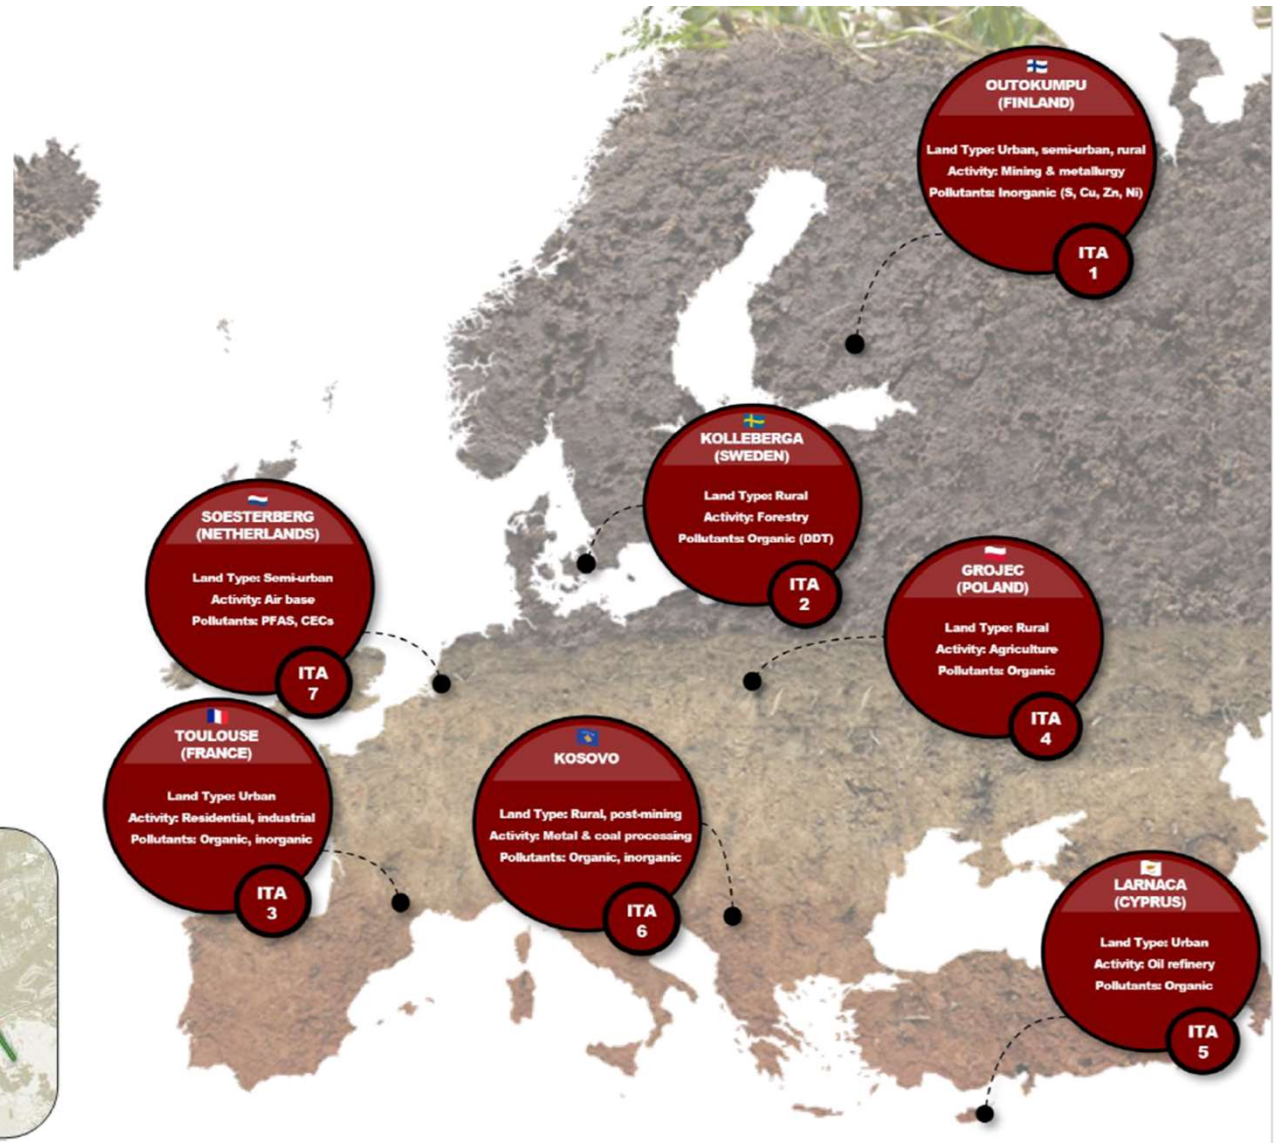 OUTOKUMPU
(FINLAND)
Land Type: Urban, semi-urban, rural
Activity: Mining & metallurgy
Pollutants: Inorganic (S, Cu, Zn, Ni)
ITA
1
KOLLEBERGA
(SWEDEN)
Land Type: Rural
Activity: Forestry
Pollutants: Organic (DDT)
ITA
2
SOESTERBERG
(NETHERLANDS)
Land Type: Semi-urban
Activity: Air base
Pollutants: PFAS, CECs
ITA
7
GROJEC
(POLAND)
Land Type: Rural
Activity: Agriculture
Pollutants: Organic
ITA
4
TOULOUSE
(FRANCE)
Land Type: Urban
Activity: Residential, industrial
Pollutants: Organic, inorganic
ITA
3
KOSOVO
Land Type: Rural, post-mining
Activity: Metal & coal processing
Pollutants: Organic, inorganic
ITA
6
LARNACA
(CYPRUS)
Land Type: Urban
Activity: Oil refinery
Pollutants: Organic
ITA
5